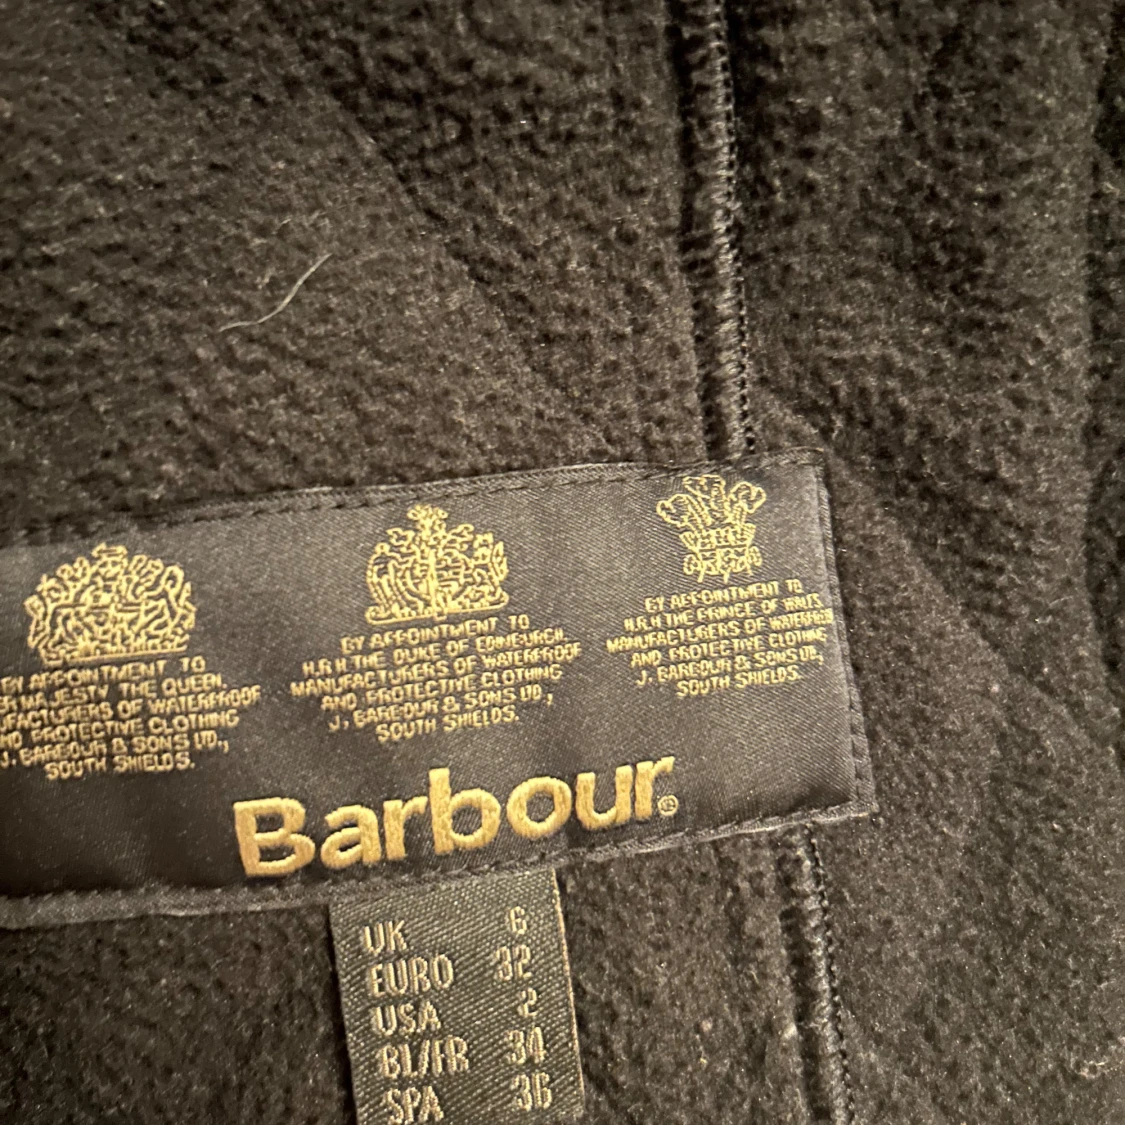 BY APPOINTMENT TO
MAJESTY THE QUEEN
MANUFACTURERS OF WATERPROOF
AND PROTECTIVE CLOTHING
J. BARBOUR & SONS LTD.,
SOUTH SHIELDS.
BY APPOINTMENT TO
H.R.H. THE DUKE OF EDINBURGH.
MANUFACTURERS OF WATERPROOF
AND PROTECTIVE CLOTHING
J. BARBOUR & SONS LTD.,
SOUTH SHIELDS.
BY APPOINTMENT TO
H.R.H. THE PRINCE OF WALES.
MANUFACTURERS OF WATERPROOF
AND PROTECTIVE CLOTHING
J. BARBOUR & SONS LTD.,
SOUTH SHIELDS.
Barbour®
UK 6
EURO 32
USA 2
BL/FR 34
SPA 36